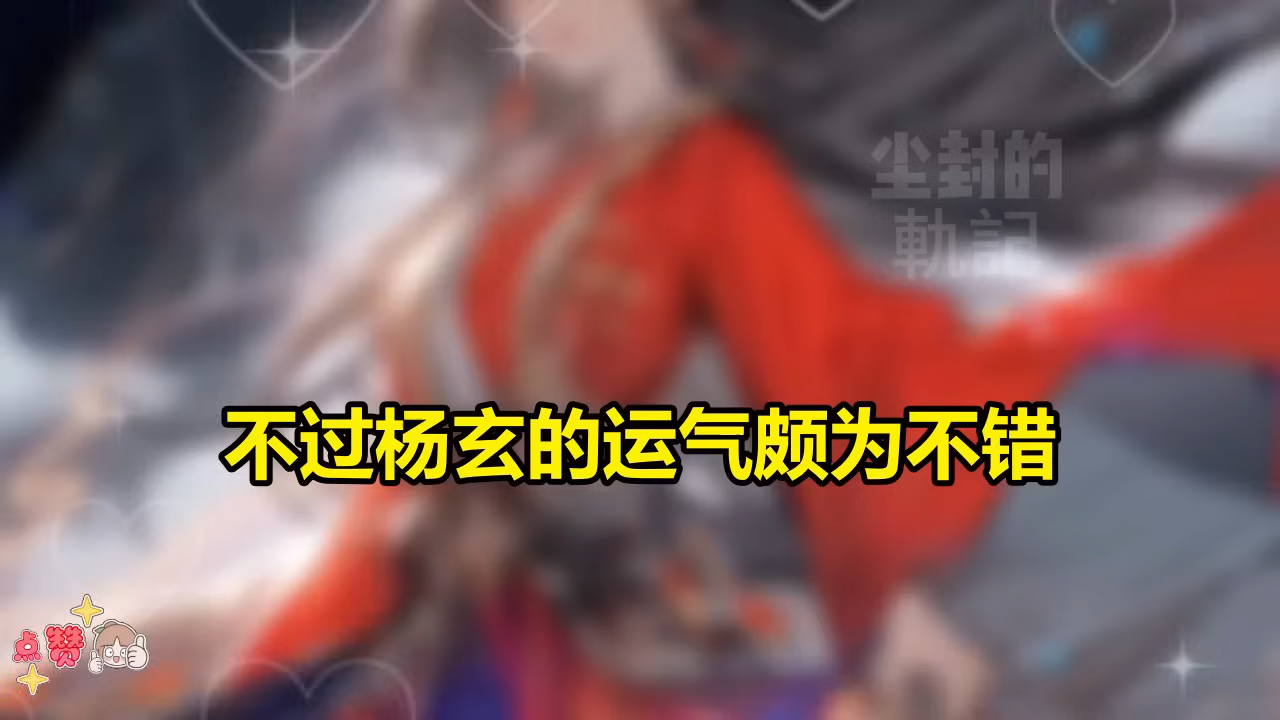 尘封的
軌記
不过杨玄的运气颇为不错
点赞